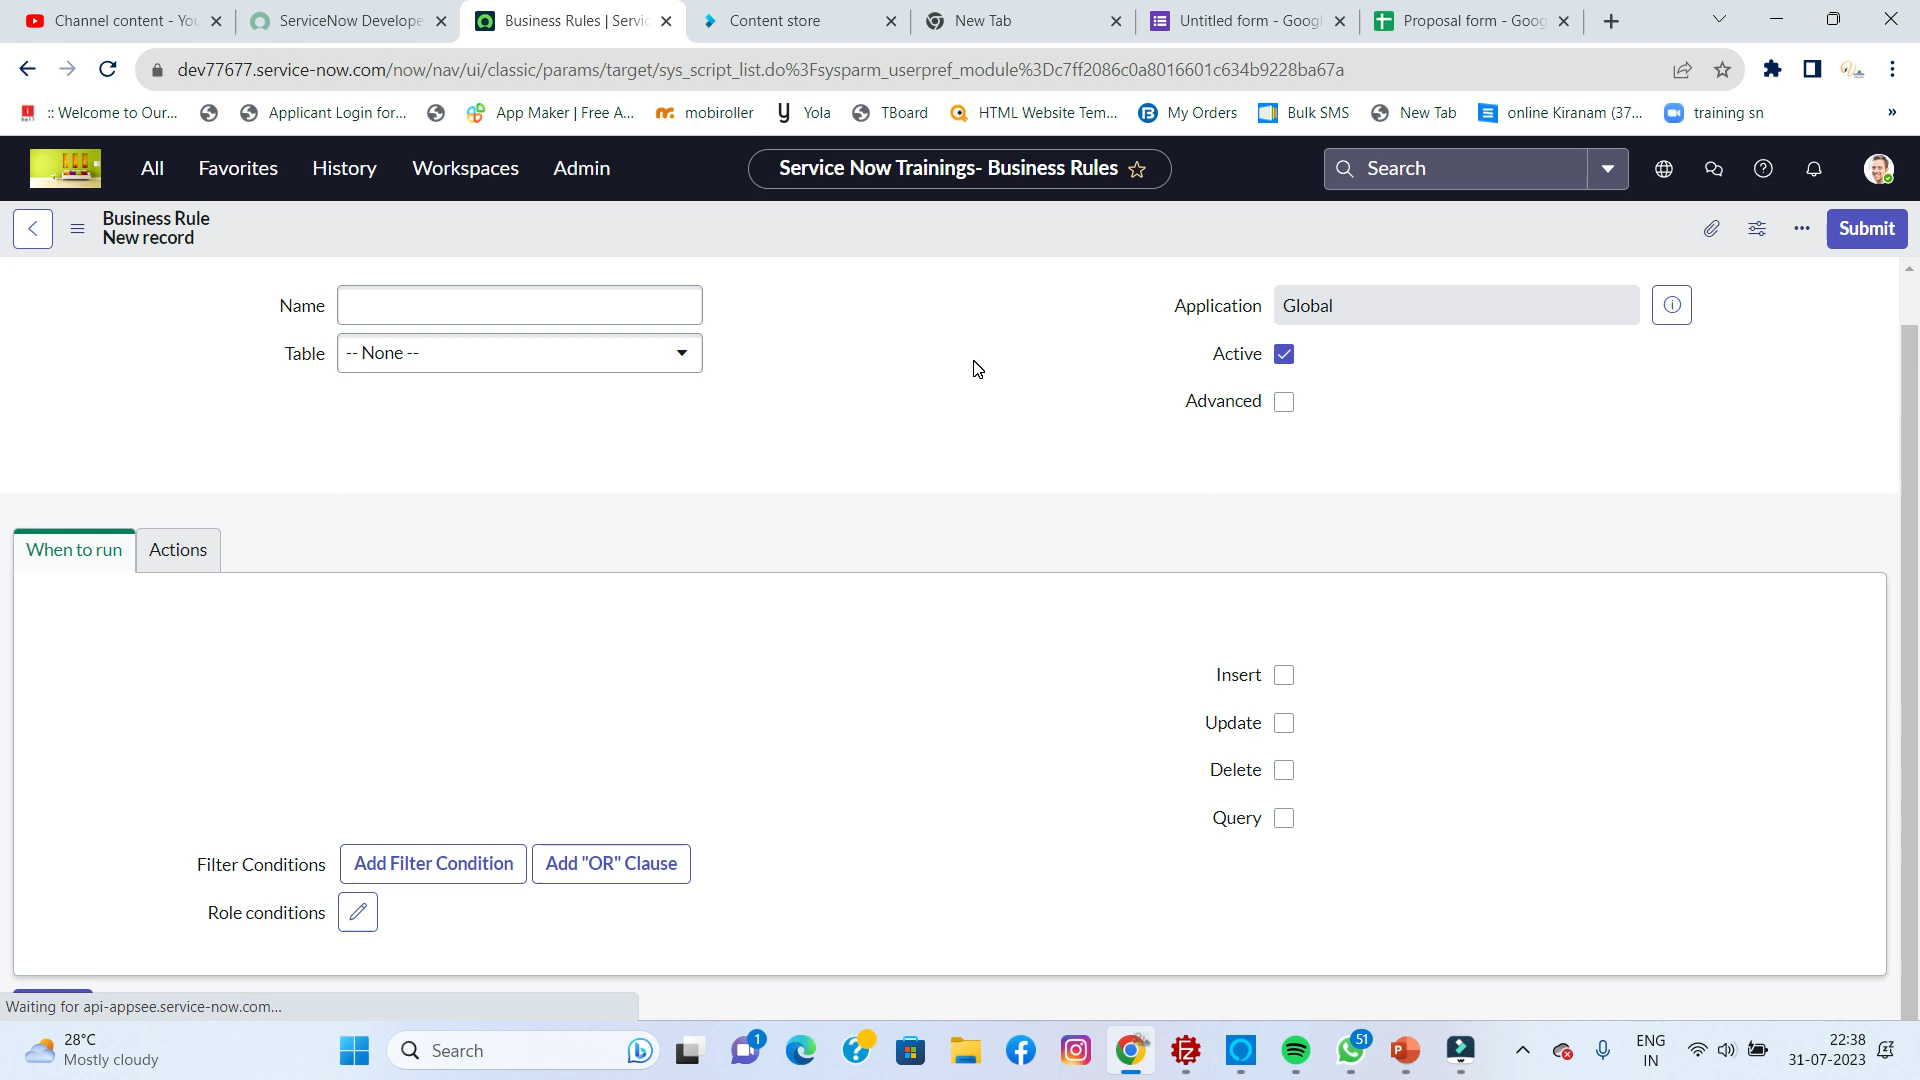 Channel content - You
ServiceNow Develope
Business Rules | Servic
Content store
New Tab
Untitled form - Googl
Proposal form - Goog
dev77677.service-now.com/now/nav/ui/classic/params/target/sys_script_list.do%3Fsysparm_userpref_module%3Dc7ff2086c0a8016601c634b9228ba67a
:: Welcome to Our...
Applicant Login for...
App Maker | Free A...
mobiroller
Yola
TBoard
HTML Website Tem...
My Orders
Bulk SMS
New Tab
online Kiranam (37...
training sn
»
All
Favorites
History
Workspaces
Admin
Service Now Trainings- Business Rules
Search
Business Rule
New record
Submit
Name
Application
Global
Table
-- None --
Active
Advanced
When to run
Actions
Insert
Update
Delete
Query
Filter Conditions
Add Filter Condition
Add "OR" Clause
Role conditions
Waiting for api-appsee.service-now.com...
28°C
Mostly cloudy
Search
1
51
ENG
IN
22:38
31-07-2023